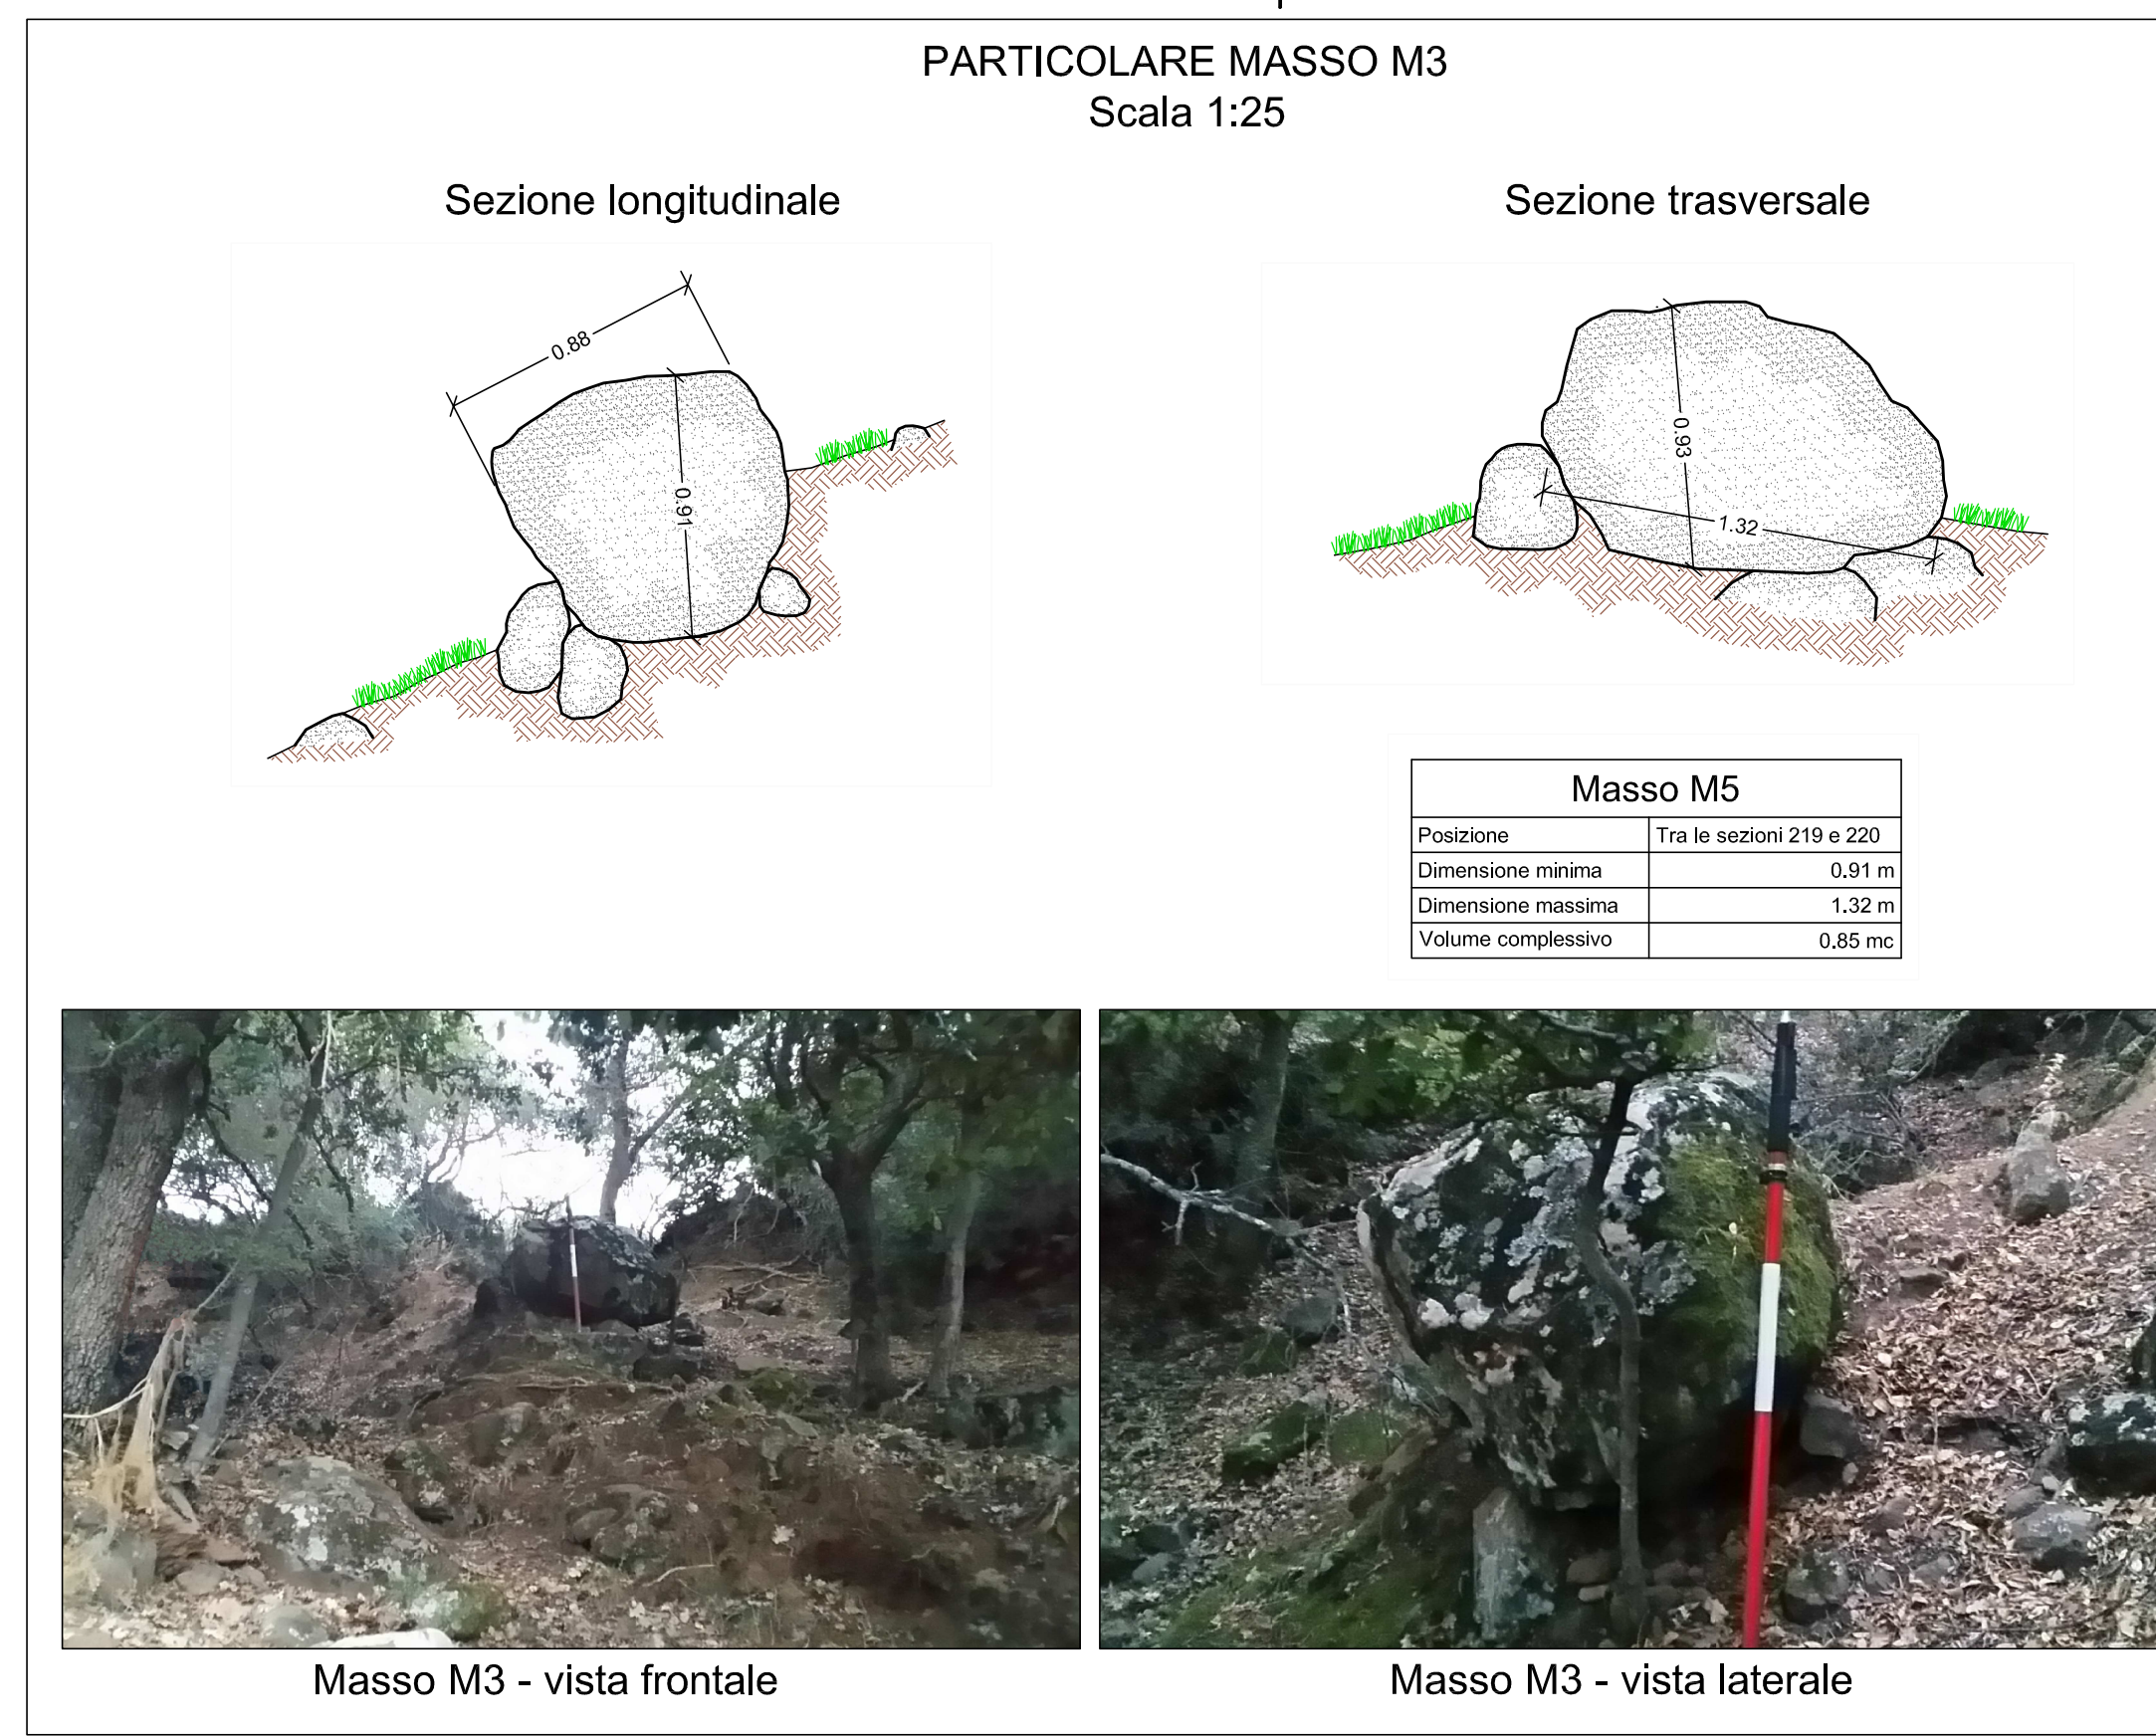 PARTICOLARE MASSO M3
Scala 1:25
Sezione longitudinale
Sezione trasversale
0.88
0.91
0.93
1.32
Masso M5
Posizione Tra le sezioni 219 e 220
Dimensione minima 0.91 m
Dimensione massima 1.32 m
Volume complessivo 0.85 mc
Masso M3 - vista frontale
Masso M3 - vista laterale